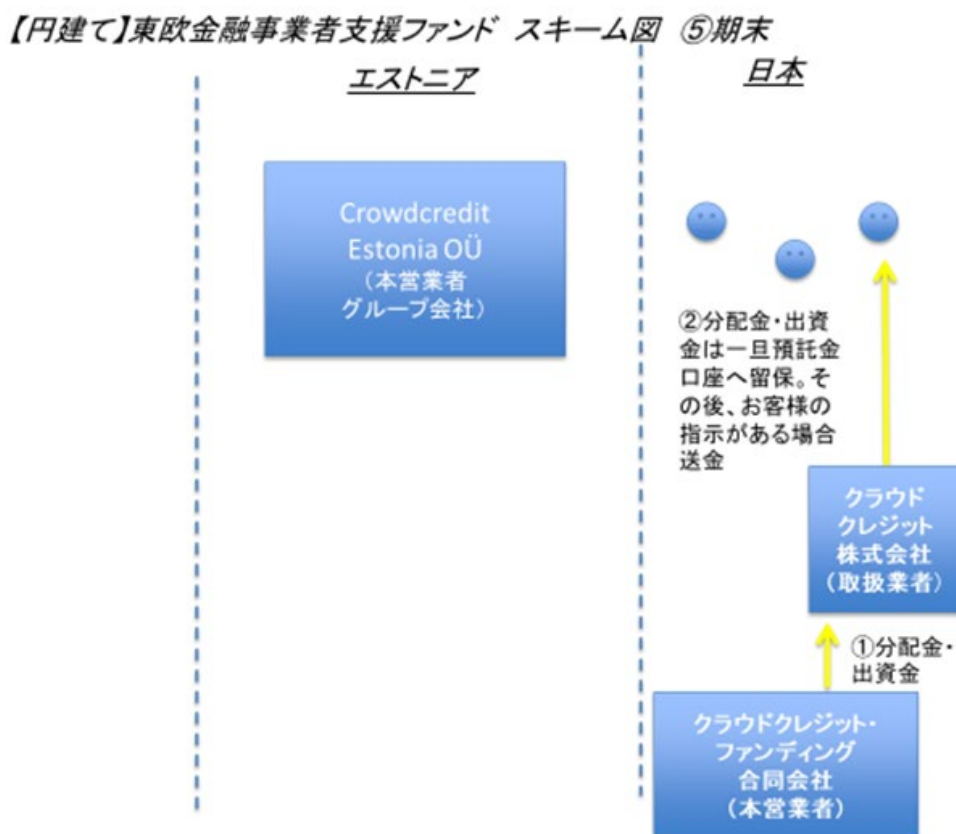 【円建て】東欧金融事業者支援ファンド スキーム図 ⑤期末
エストニア
日本
Crowdcredit
Estonia OÜ
（本営業者
グループ会社）
②分配金・出資
金は一旦預託金
口座へ留保。そ
の後、お客様の
指示がある場合
送金
クラウド
クレジット
株式会社
（取扱業者）
①分配金・
出資金
クラウドクレジット・
ファンディング
合同会社
（本営業者）